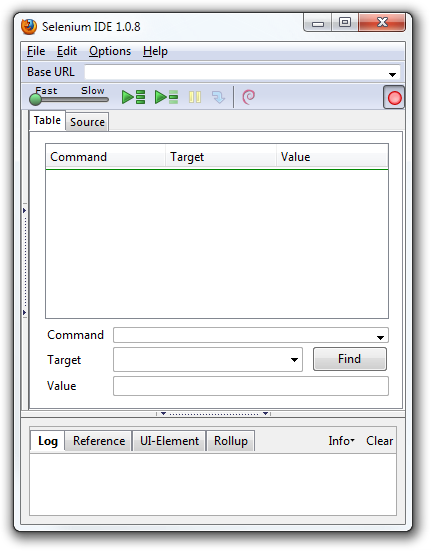 Selenium IDE 1.0.8
File Edit Options Help
Base URL
Fast Slow
Table Source
Command Target Value
Command
Target Find
Value
Log Reference UI-Element Rollup Info Clear